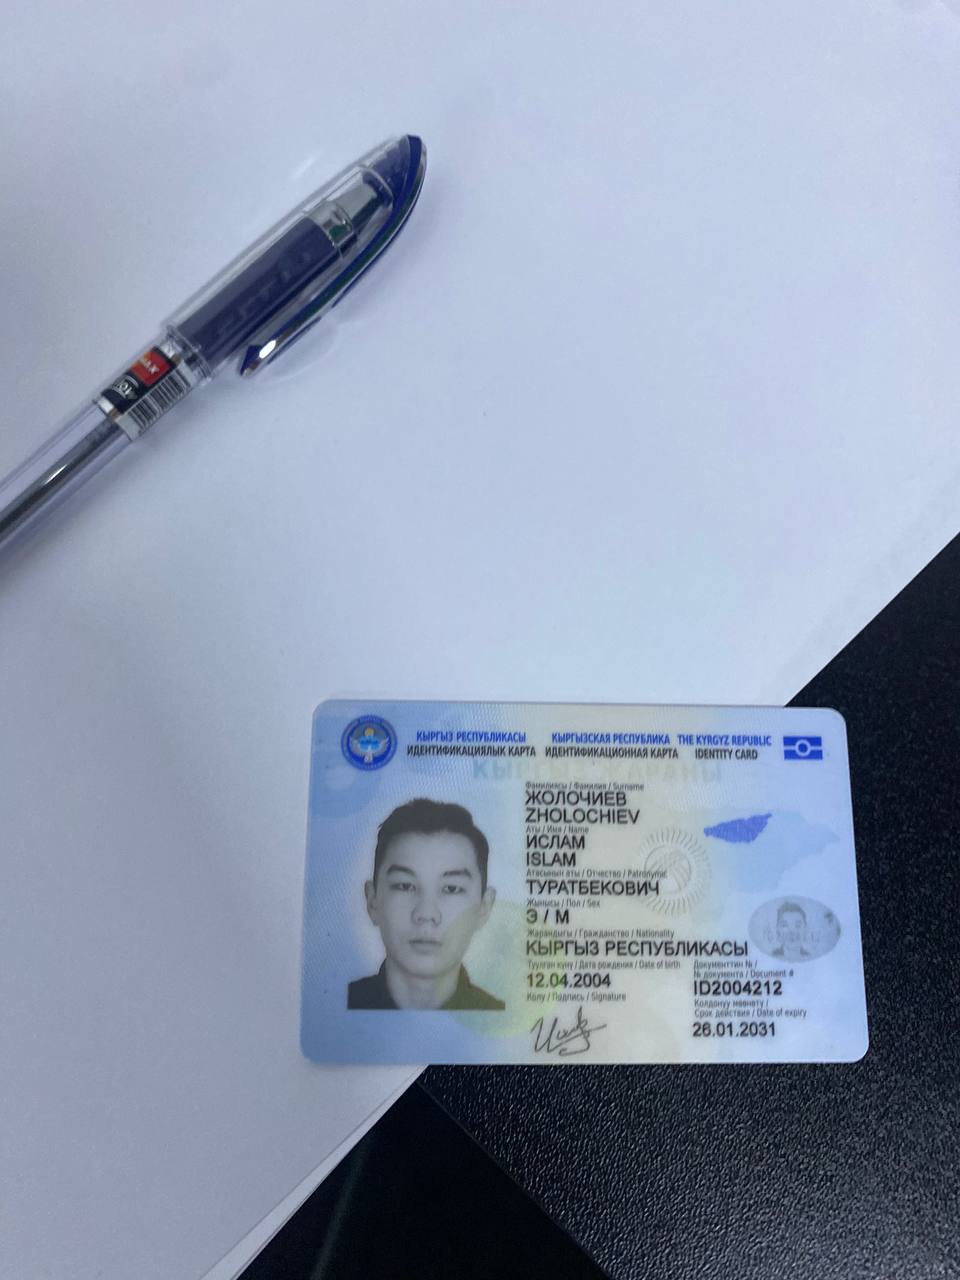 КЫРГЫЗ РЕСПУБЛИКАСЫ КЫРГЫЗСКАЯ РЕСПУБЛИКА THE KYRGYZ REPUBLIC
ИДЕНТИФИКАЦИЯЛЫК КАРТА ИДЕНТИФИКАЦИОННАЯ КАРТА IDENTITY CARD
КЫРГЫЗ ЖАРАНЫ
Фамилиясы / Фамилия / Surname
ЖОЛОЧИЕВ
ZHOLOCHIEV
Аты / Имя / Name
ИСЛАМ
ISLAM
Атасынын аты / Отчество / Patronymic
ТУРАТБЕКОВИЧ
Жынысы / Пол / Sex
Э / М
Жарандыгы / Гражданство / Nationality
КЫРГЫЗ РЕСПУБЛИКАСЫ
Туулган күнү / Дата рождения / Date of birth
12.04.2004
Документтин № /
№ документа / Document #
ID2004212
Колу / Подпись / Signature
Колдонуу мөөнөтү /
Срок действия / Date of expiry
26.01.2031